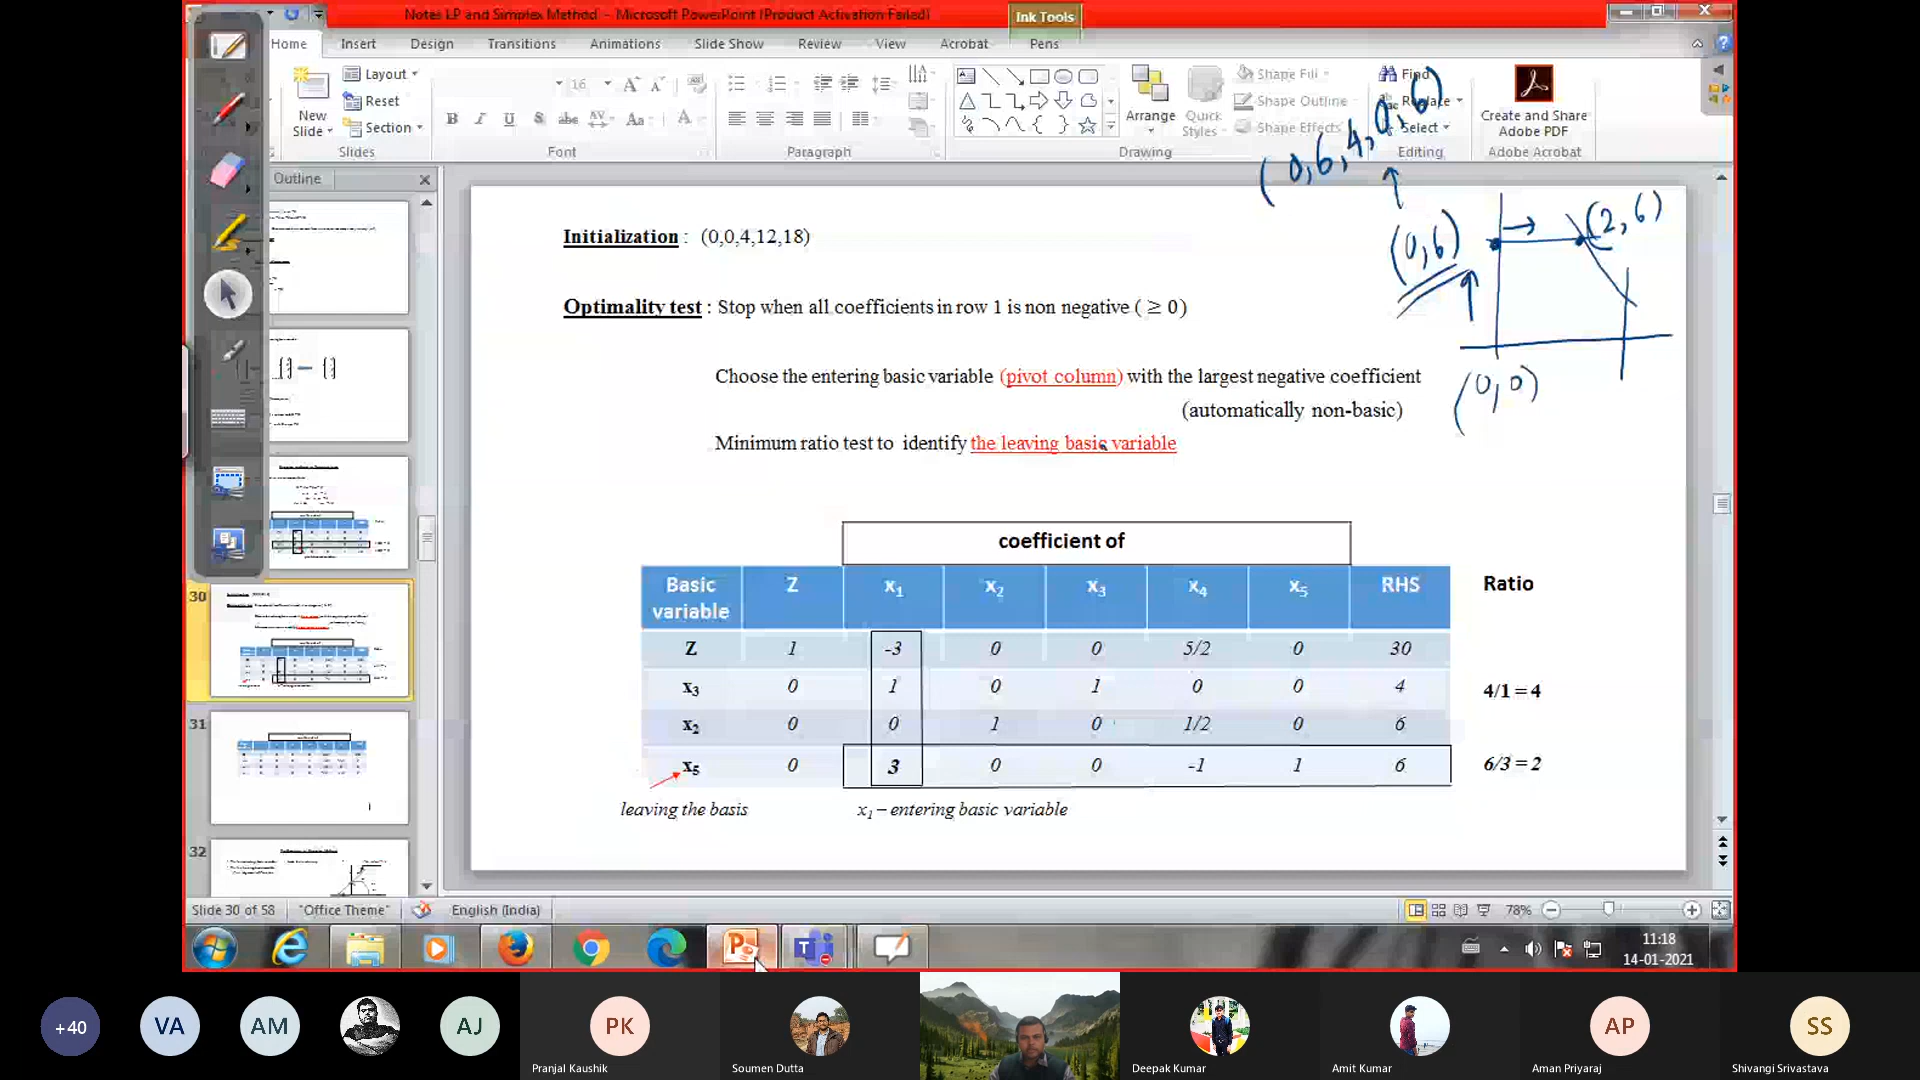 Notes LP and Simplex Method - Microsoft PowerPoint (Product Activation Failed)
Ink Tools
Home Insert Design Transitions Animations Slide Show Review View Acrobat Pens
New Slide
Layout
Reset
Section
Slides
16
B I U S abc AV Aa A
Font
Paragraph
Arrange
Quick Styles
Shape Fill
Shape Outline
Shape Effects
Drawing
Find
Replace
Select
Editing
Create and Share Adobe PDF
Adobe Acrobat
Outline
(0,6,4,0,6)
(0,6)
(2,6)
(0,0)
Initialization : (0,0,4,12,18)
Optimality test : Stop when all coefficients in row 1 is non negative ( ≥ 0)
Choose the entering basic variable (pivot column) with the largest negative coefficient
(automatically non-basic)
Minimum ratio test to identify the leaving basic variable
coefficient of
Basic variable Z x1 x2 x3 x4 x5 RHS Ratio
Z 1 -3 0 0 5/2 0 30
x3 0 1 0 1 0 0 4 4/1 = 4
x2 0 0 1 0 1/2 0 6
x5 0 3 0 0 -1 1 6 6/3 = 2
leaving the basis x1 – entering basic variable
30
31
32
Slide 30 of 58 "Office Theme" English (India) 78%
11:18
14-01-2021
+40 VA AM AJ PK AP SS
Pranjal Kaushik Soumen Dutta Deepak Kumar Amit Kumar Aman Priyaraj Shivangi Srivastava